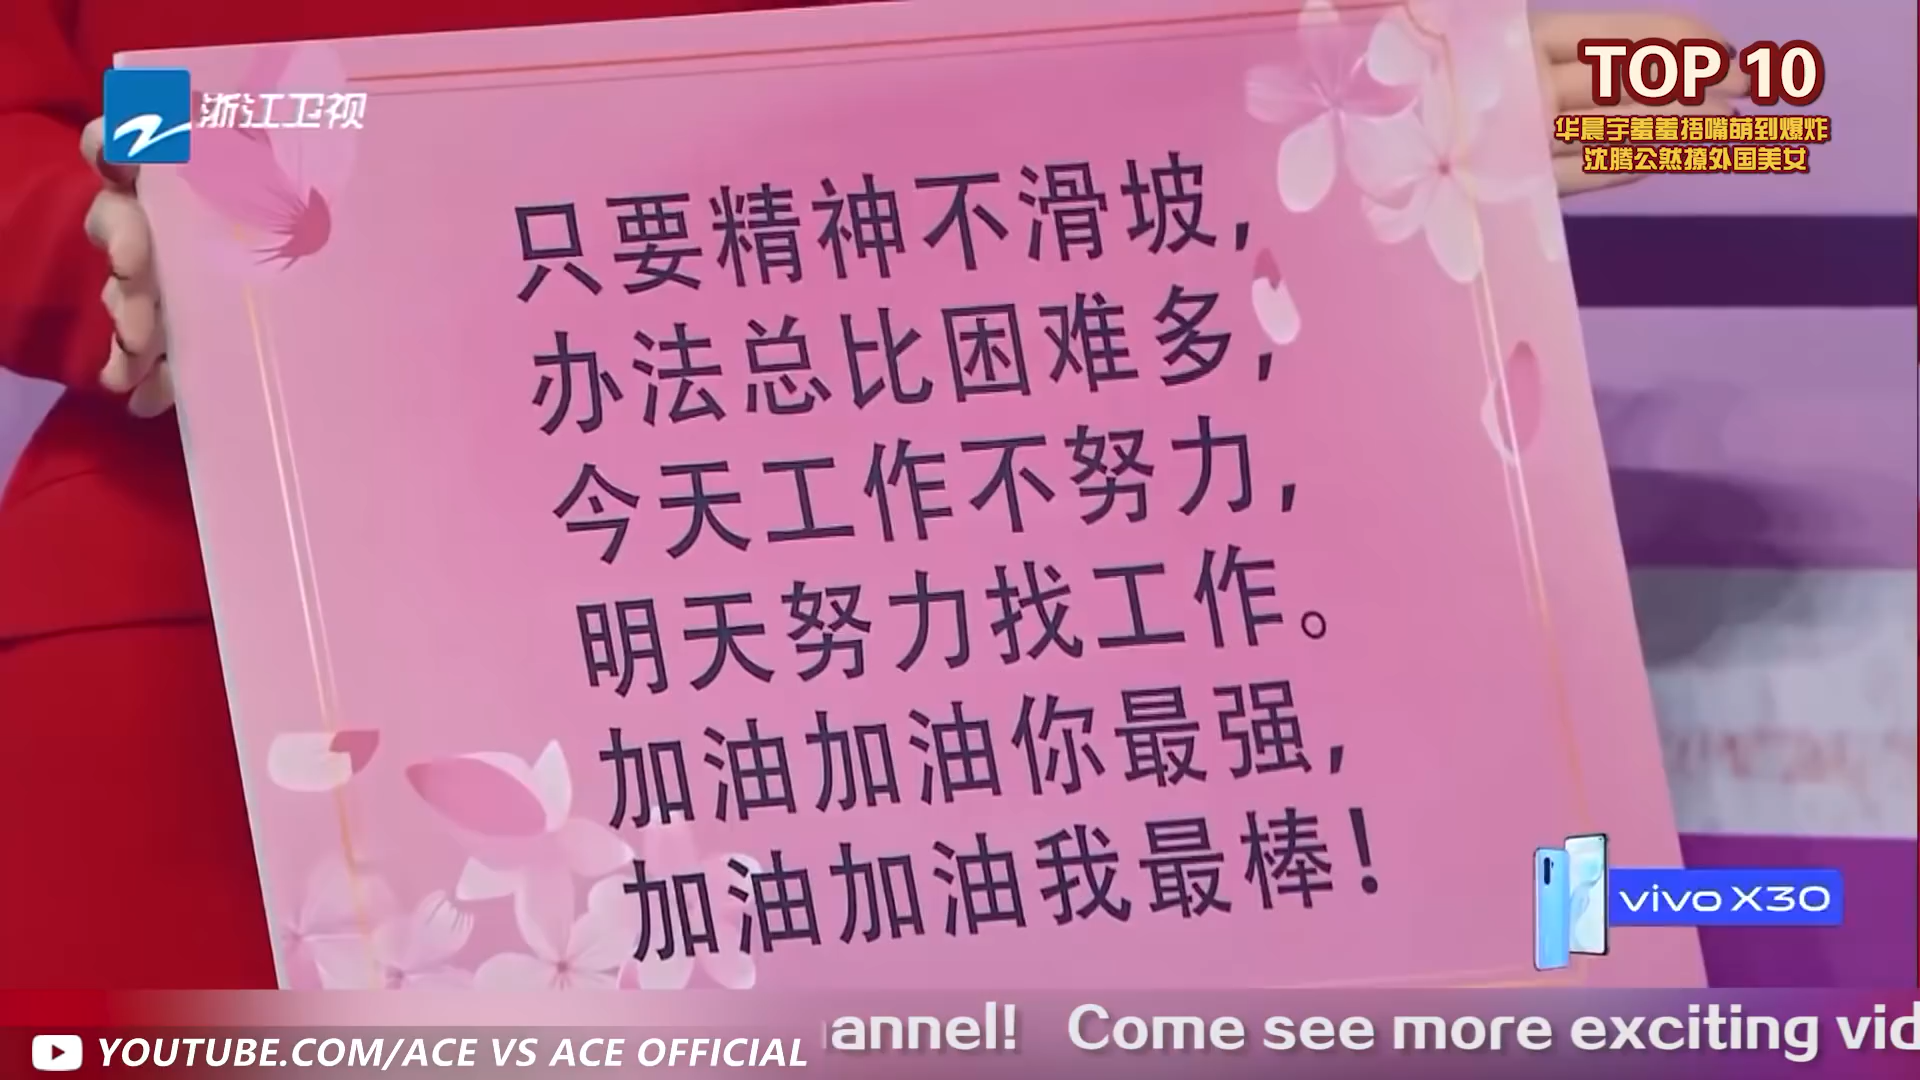 浙江卫视
TOP 10
华晨宇羞羞捂嘴萌到爆炸
沈腾公然撩外国美女
只要精神不滑坡,
办法总比困难多,
今天工作不努力,
明天努力找工作。
加油加油你最强,
加油加油我最棒!
vivo X30
annel! Come see more exciting vid
YOUTUBE.COM/ACE VS ACE OFFICIAL